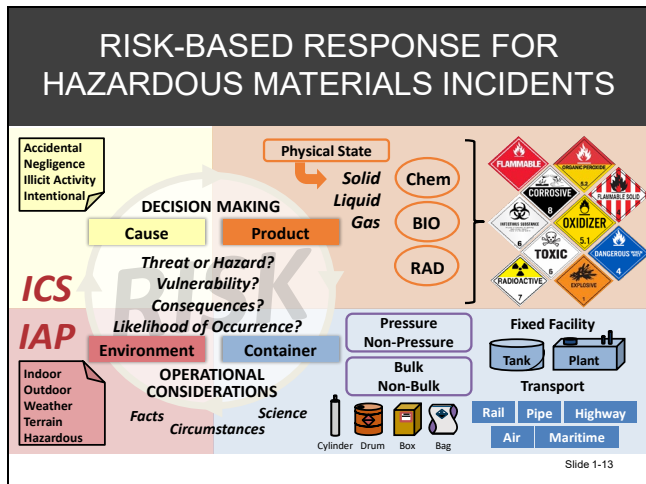 RISK-BASED RESPONSE FOR
HAZARDOUS MATERIALS INCIDENTS
Accidental
Negligence
Illicit Activity
Intentional
Physical State
Solid
Liquid
Gas
Chem
BIO
RAD
FLAMMABLE
ORGANIC PEROXIDE
5.2
CORROSIVE
8
FLAMMABLE SOLID
INFECTIOUS SUBSTANCE
6
OXIDIZER
5.1
TOXIC
6
DANGEROUS
4
RADIOACTIVE
7
EXPLOSIVE
1
DECISION MAKING
Cause
Product
RISK
Threat or Hazard?
Vulnerability?
Consequences?
Likelihood of Occurrence?
ICS
IAP
Environment
Container
OPERATIONAL
CONSIDERATIONS
Facts
Science
Circumstances
Indoor
Outdoor
Weather
Terrain
Hazardous
Pressure
Non-Pressure
Bulk
Non-Bulk
Cylinder
Drum
Box
Bag
Fixed Facility
Tank
Plant
Transport
Rail
Pipe
Highway
Air
Maritime
Slide 1-13